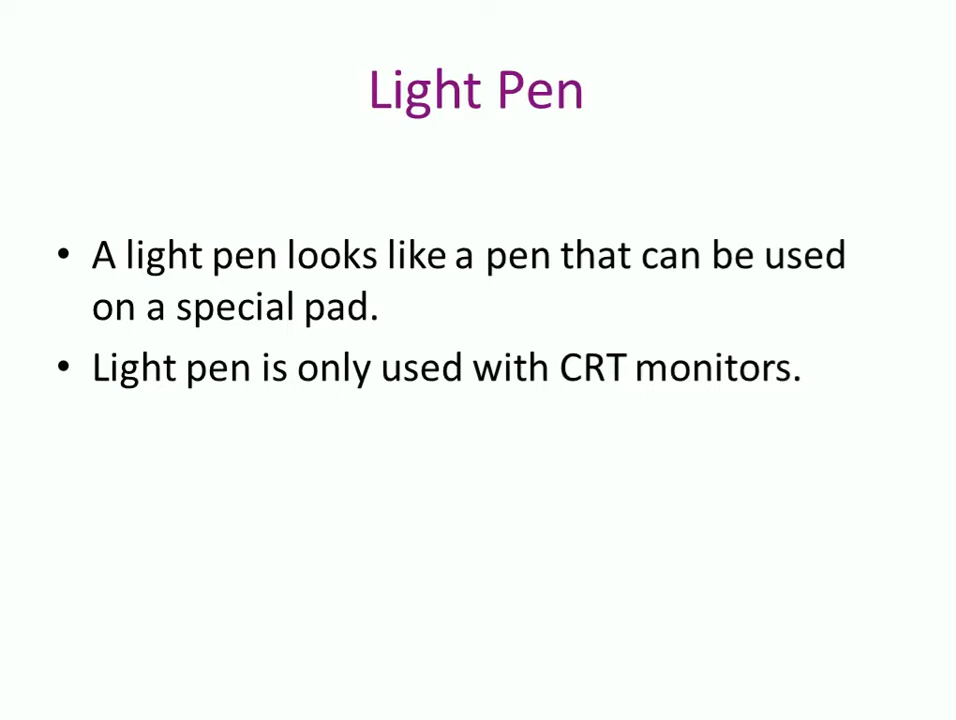 Light Pen
• A light pen looks like a pen that can be used
on a special pad.
• Light pen is only used with CRT monitors.